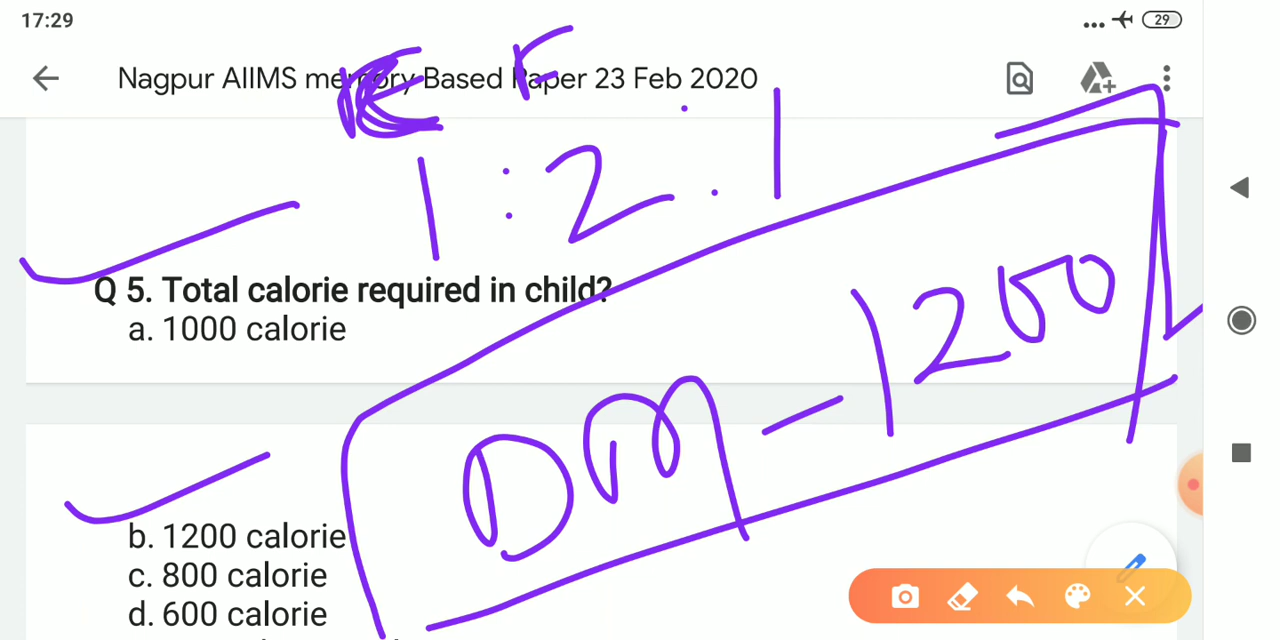 17:29
29
Nagpur AIIMS memory Based Paper 23 Feb 2020
F
1 : 2 : 1
Q 5. Total calorie required in child?
a. 1000 calorie
DM - 1200
b. 1200 calorie
c. 800 calorie
d. 600 calorie